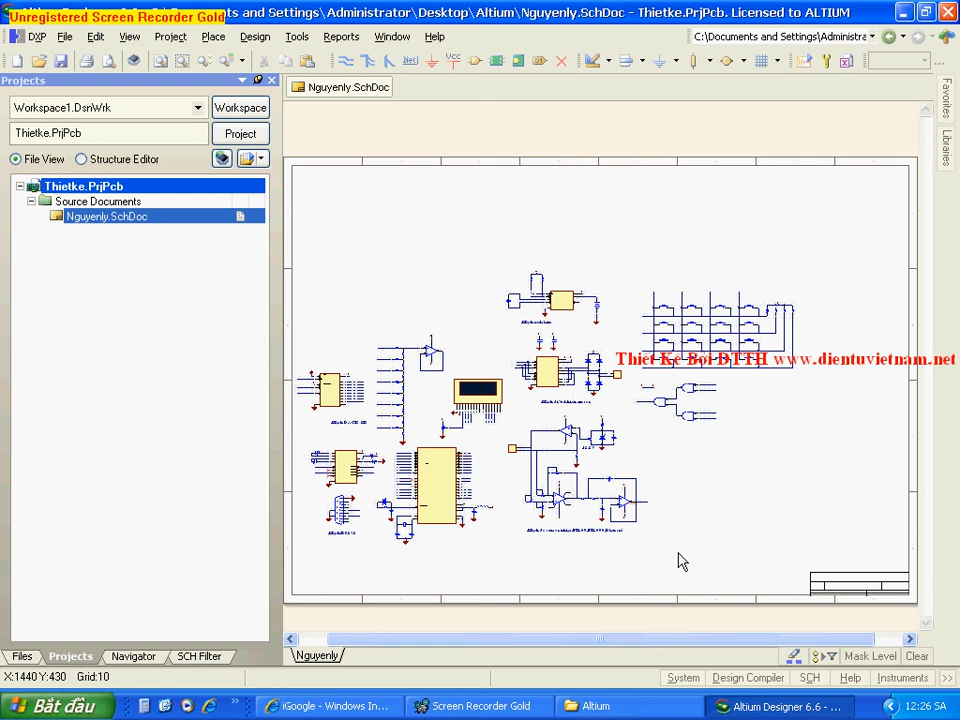 Unregistered Screen Recorder Gold
ts and Settings\Administrator\Desktop\Altium\Nguyenly.SchDoc - Thietke.PrjPcb. Licensed to ALTIUM
DXP File Edit View Project Place Design Tools Reports Window Help
C:\Documents and Settings\Administra
Net Vcc
Projects
Workspace1.DsnWrk Workspace
Thietke.PrjPcb Project
File View Structure Editor
Thietke.PrjPcb
Source Documents
Nguyenly.SchDoc
Nguyenly.SchDoc
Favorites
Libraries
Thiet Ke Boi DTTH www.dientuvietnam.net
Nguyenly
Mask Level Clear
Files Projects Navigator SCH Filter
X:1440 Y:430 Grid:10
System Design Compiler SCH Help Instruments >>
Bắt đầu
iGoogle - Windows In...
Screen Recorder Gold
Altium
Altium Designer 6.6 - ...
12:26 SA